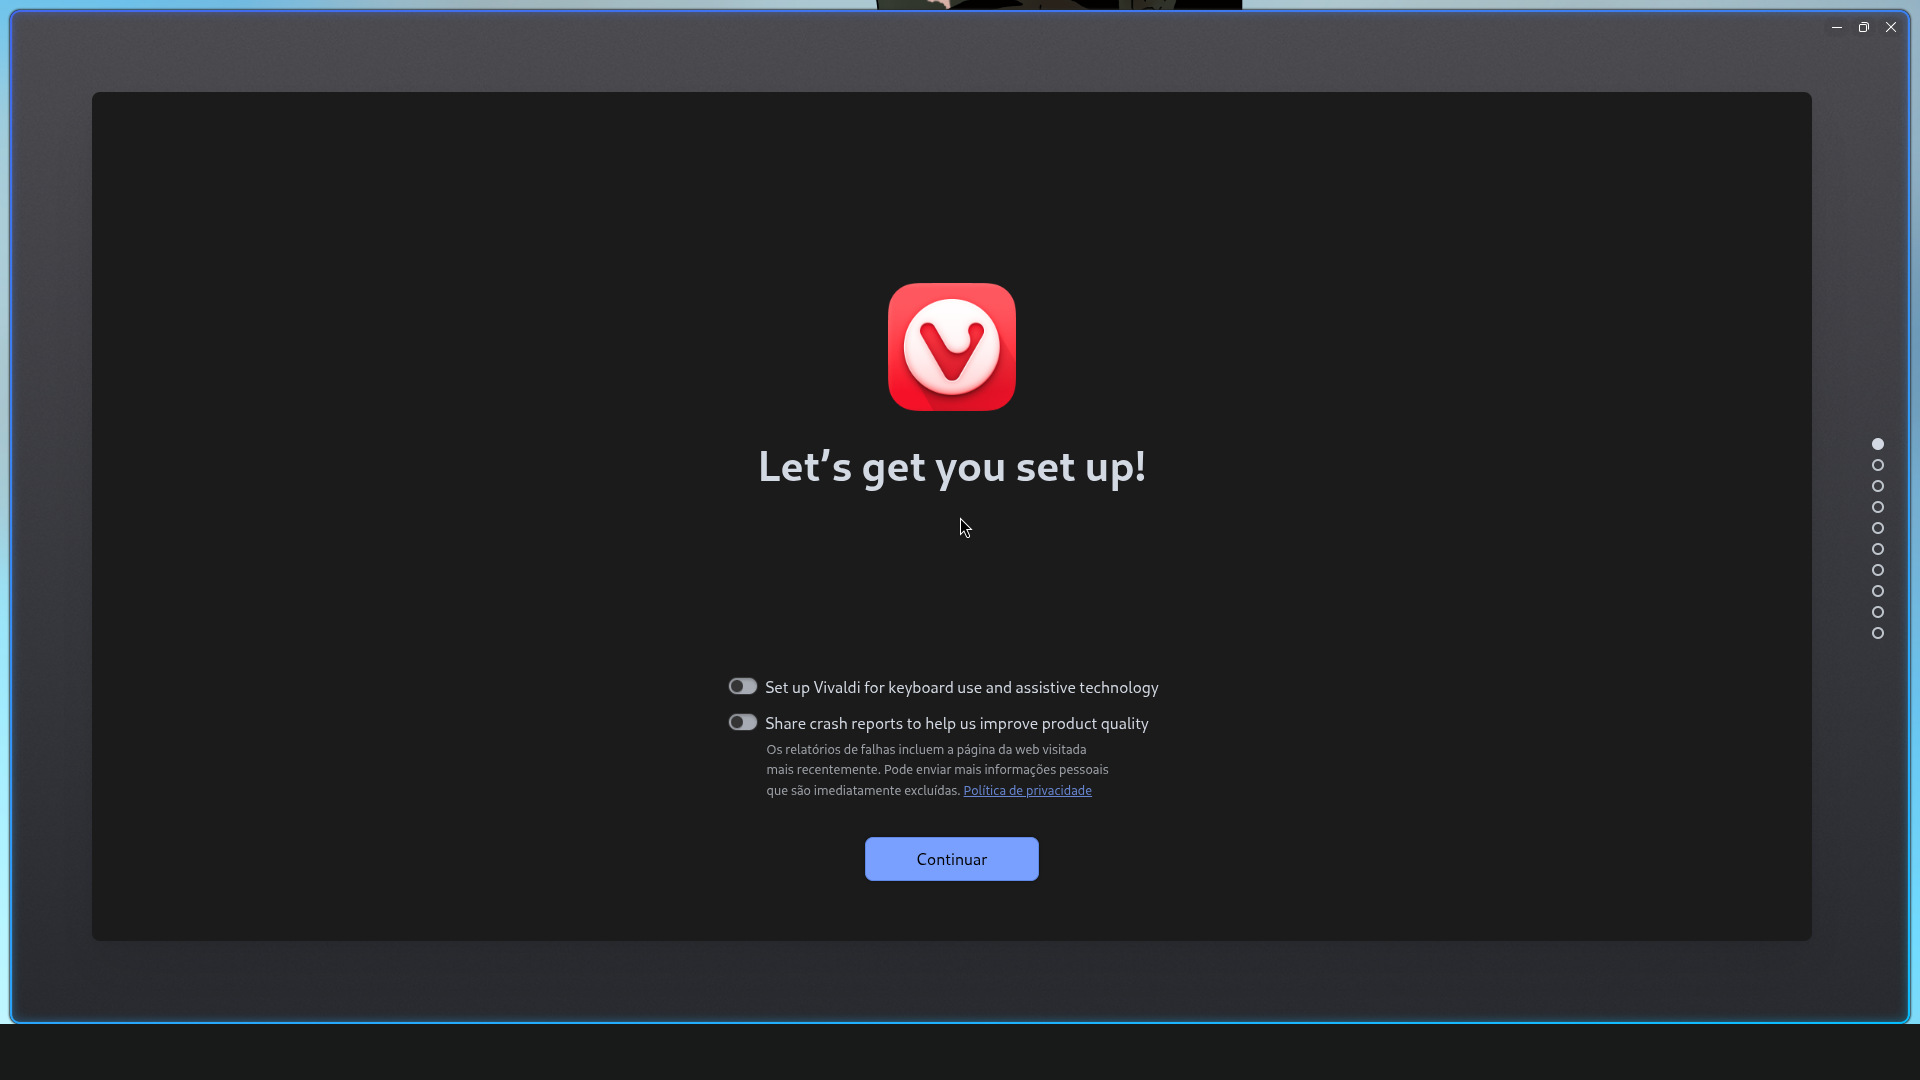 Let’s get you set up!
Set up Vivaldi for keyboard use and assistive technology
Share crash reports to help us improve product quality
Os relatórios de falhas incluem a página da web visitada
mais recentemente. Pode enviar mais informações pessoais
que são imediatamente excluídas. Política de privacidade
Continuar